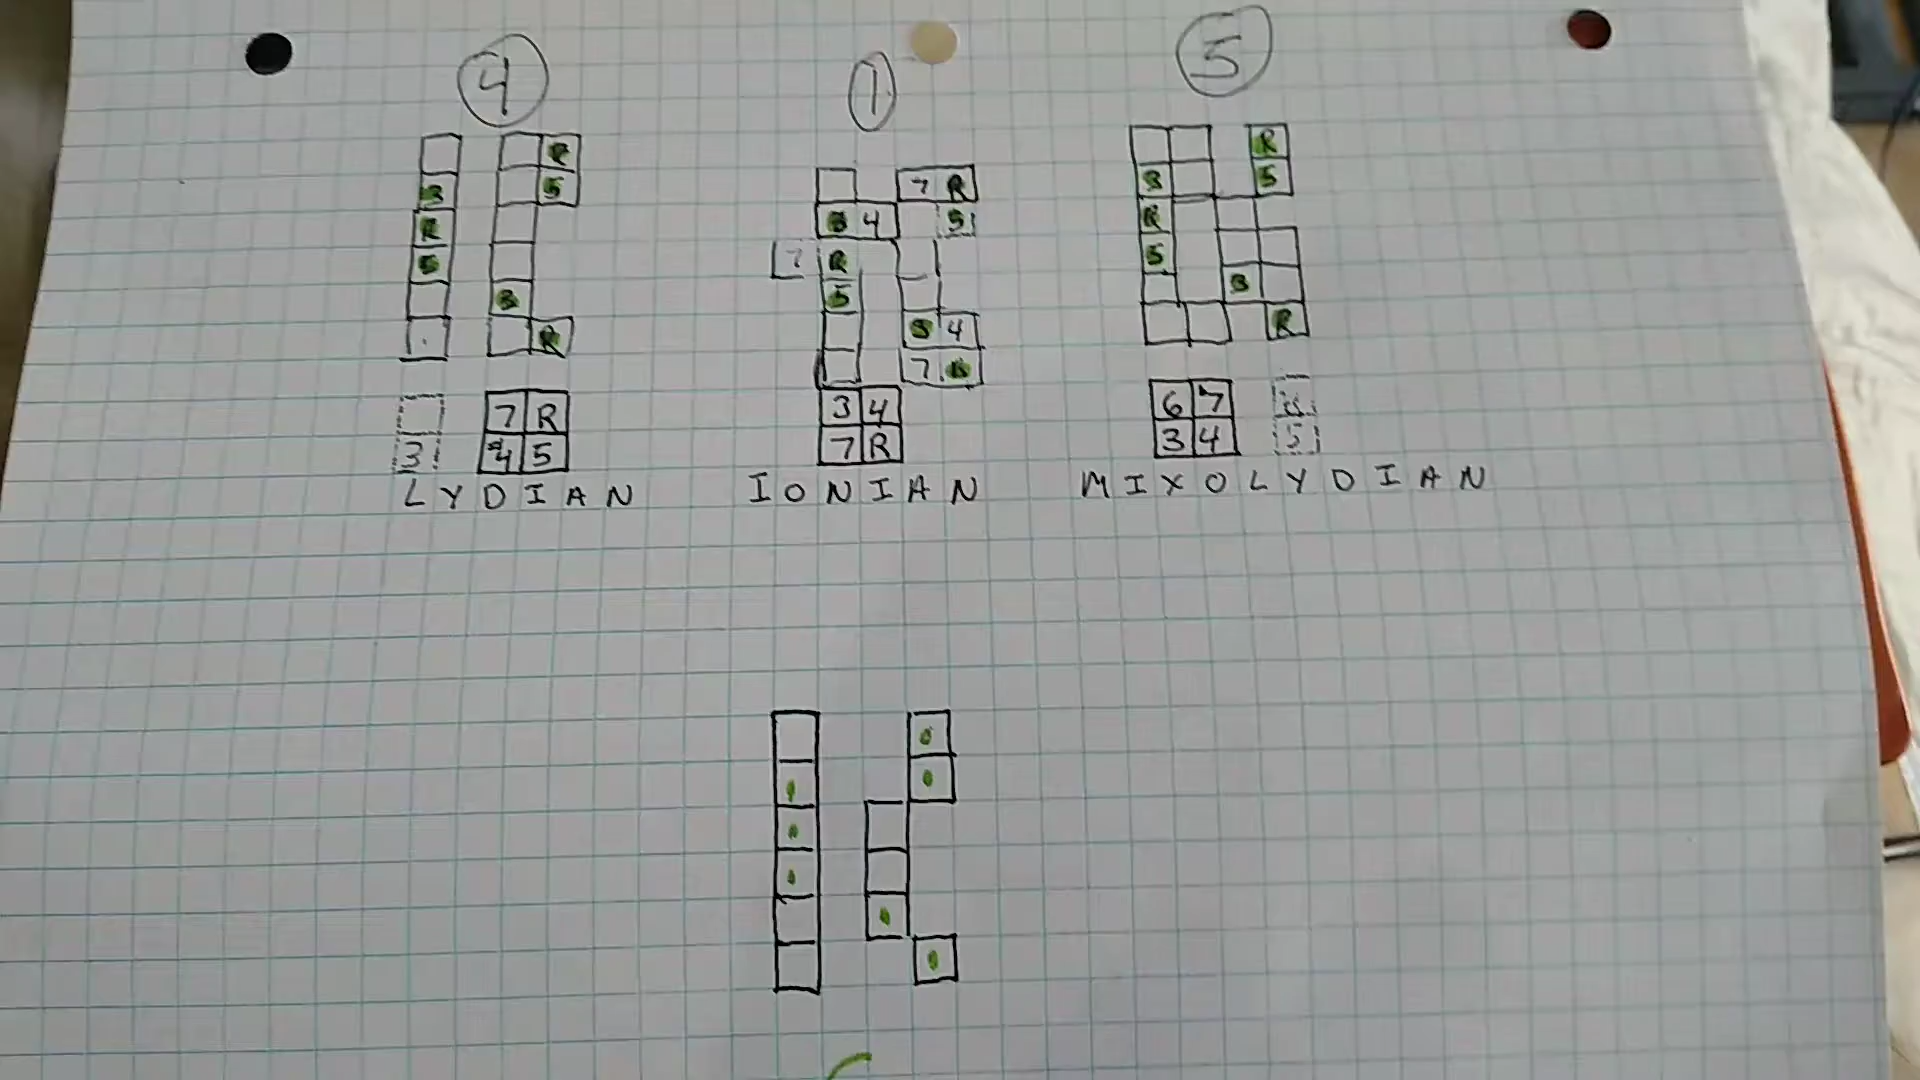 4 1 5
R R
3 5 7 R 3 5
R 3 4 5 R
5 7 R 5
3 5 3
R 3 4 R
7
7 R 3 4 6 7
3 4 5 7 R 3 4 5
LYDIAN IONIAN MIXOLYDIAN